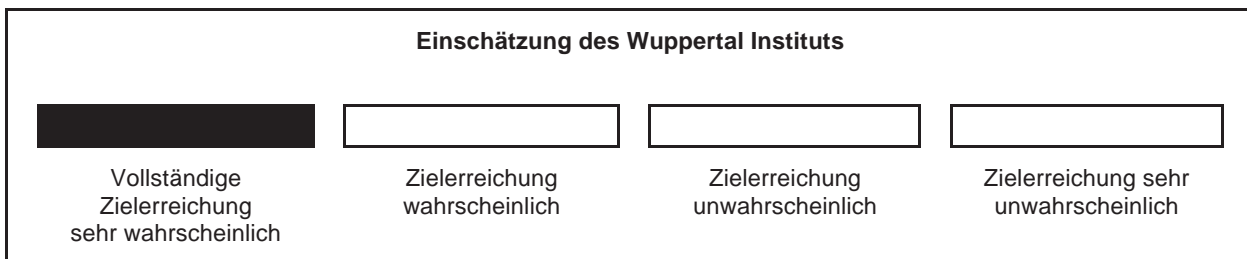 Einschätzung des Wuppertal Instituts
Vollständige
Zielerreichung
sehr wahrscheinlich
Zielerreichung
wahrscheinlich
Zielerreichung
unwahrscheinlich
Zielerreichung sehr
unwahrscheinlich